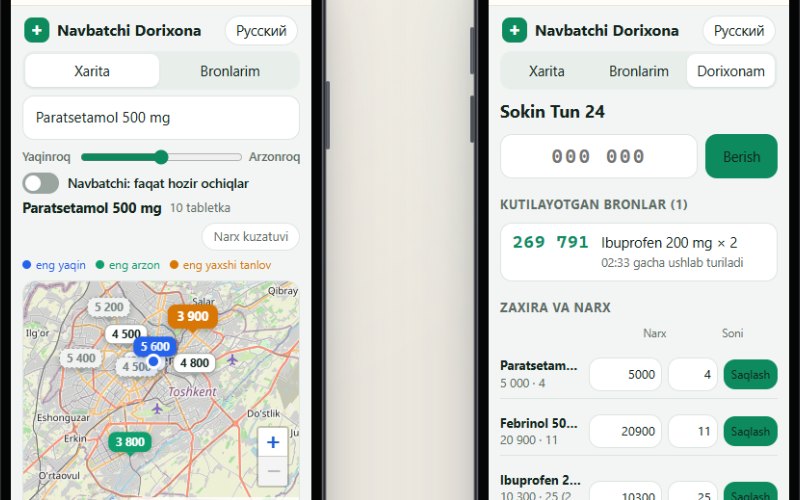 Navbatchi Dorixona
Русский
Xarita
Bronlarim
Paratsetamol 500 mg
Yaqinroq
Arzonroq
Navbatchi: faqat hozir ochiqlar
Paratsetamol 500 mg 10 tabletka
Narx kuzatuvi
eng yaqin
eng arzon
eng yaxshi tanlov
Qibray
Salar
5 200
3 900
Ilg'or
4 500
5 600
5 400
4 500
4 800
Toshkent
Eshonguzar
Do'stlik
Erkin
3 800
O'rtaovul
+
−
Navbatchi Dorixona
Русский
Xarita
Bronlarim
Dorixonam
Sokin Tun 24
000 000
Berish
KUTILAYOTGAN BRONLAR (1)
269 791
Ibuprofen 200 mg × 2
02:33 gacha ushlab turiladi
ZAXIRA VA NARX
Narx
Soni
Paratsetam...
5 000 · 4
5000
4
Saqlash
Febrinol 50...
20 900 · 11
20900
11
Saqlash
Ibuprofen 2...
10 300 · 25 (2
10300
25
Saqlash